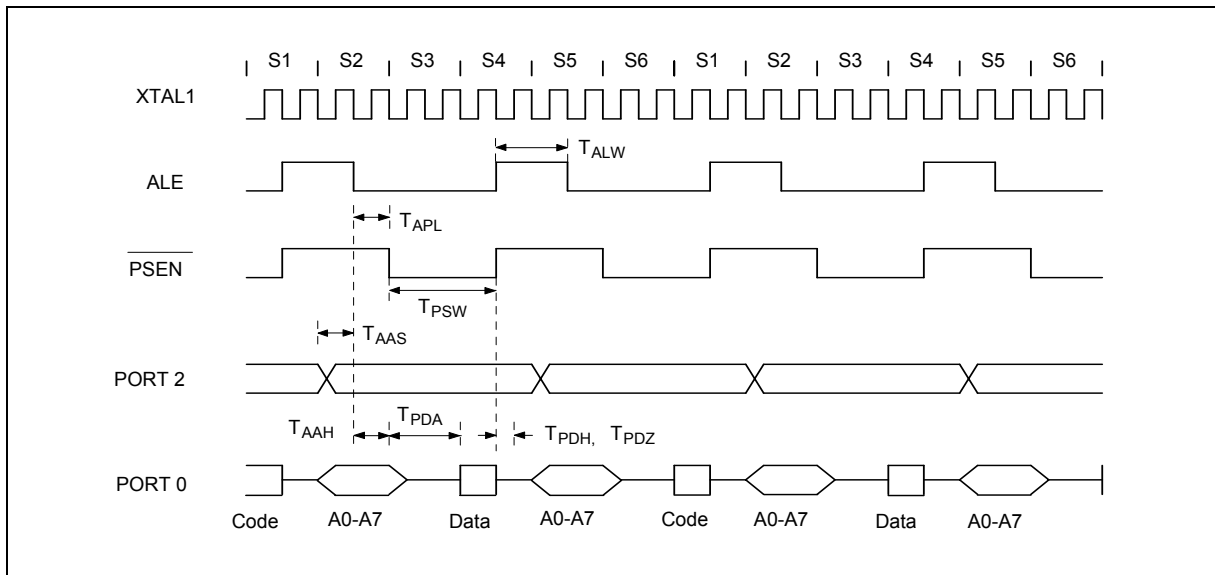 S1 S2 S3 S4 S5 S6 S1 S2 S3 S4 S5 S6
XTAL1
TALW
ALE
TAPL
PSEN
TPSW
TAAS
PORT 2
TAAH TPDA TPDH, TPDZ
PORT 0
Code A0-A7 Data A0-A7 Code A0-A7 Data A0-A7